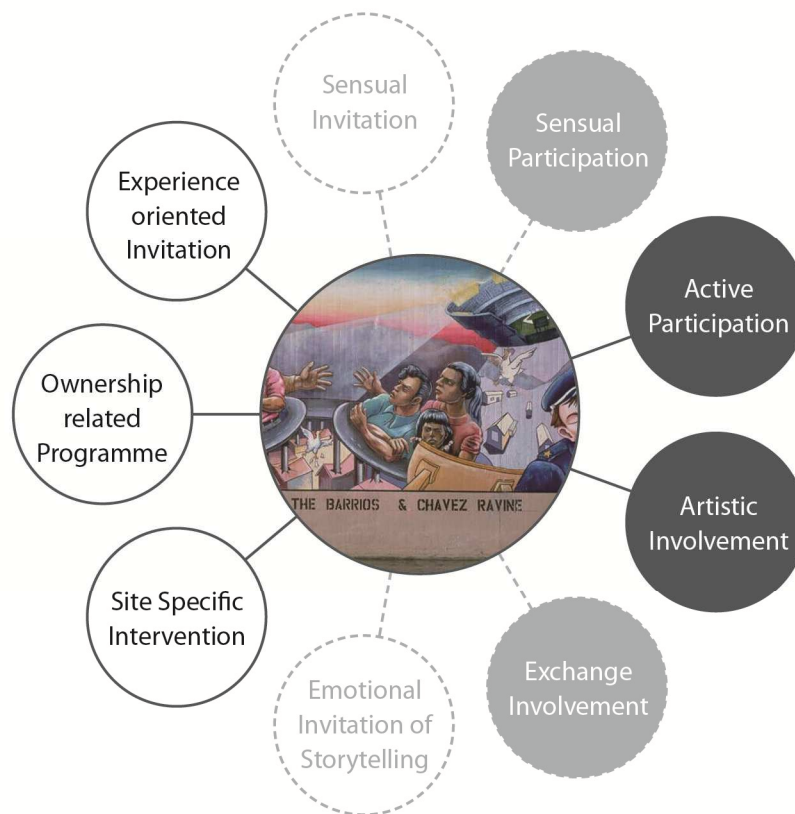 Sensual
Invitation
Sensual
Participation
Experience
oriented
Invitation
Active
Participation
Ownership
related
Programme
THE BARRIOS & CHAVEZ RAVINE
Artistic
Involvement
Site Specific
Intervention
Emotional
Invitation of
Storytelling
Exchange
Involvement